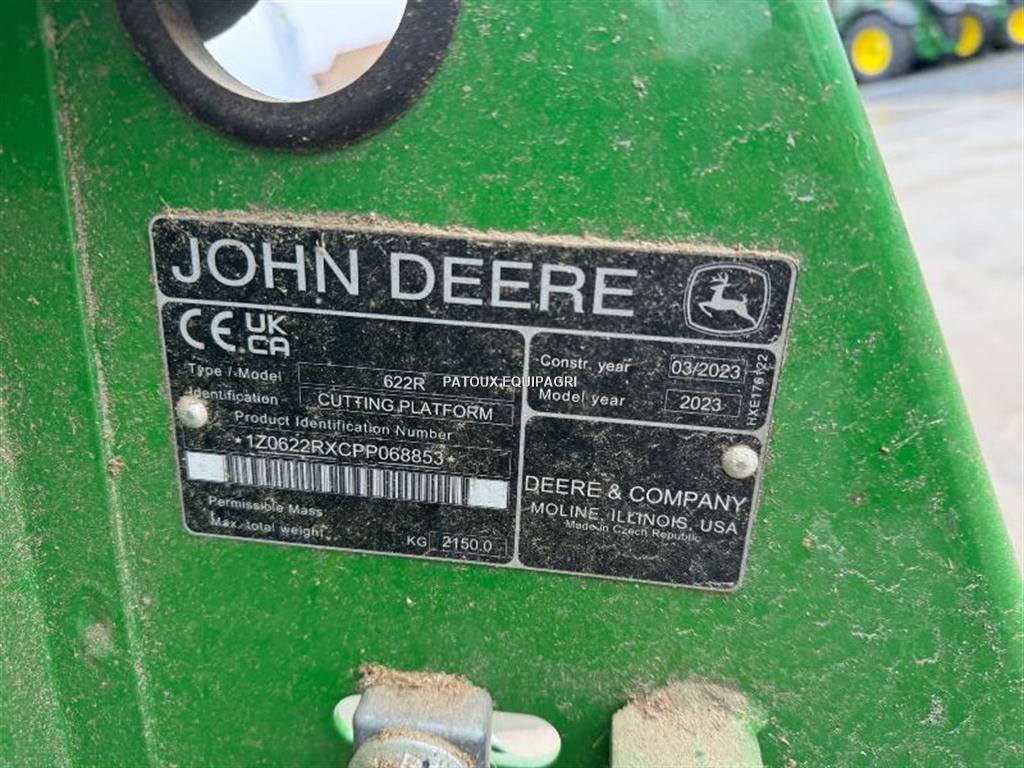 JOHN DEERE
CE UK
CA
Type / Model 622R
Identification CUTTING PLATFORM
Product Identification Number
*1Z0622RXCPP068853*
Permissible Mass
Max. total weight KG 2150.0
Constr. year 03/2023
Model year 2023
HXE176122
DEERE & COMPANY
MOLINE, ILLINOIS, USA
Made in Czech Republic
PATOUX EQUIPAGRI